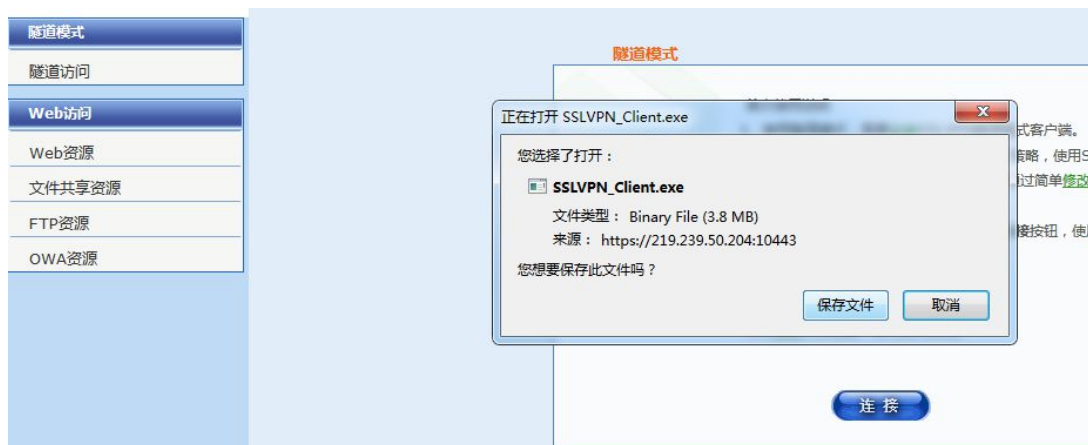 隧道模式
隧道访问
Web访问
Web资源
文件共享资源
FTP资源
OWA资源
隧道模式
正在打开 SSLVPN_Client.exe
您选择了打开：
SSLVPN_Client.exe
文件类型： Binary File (3.8 MB)
来源： https://219.239.50.204:10443
您想要保存此文件吗？
保存文件
取消
式客户端。
策略，使用S
过简单修改
接按钮，使
连 接